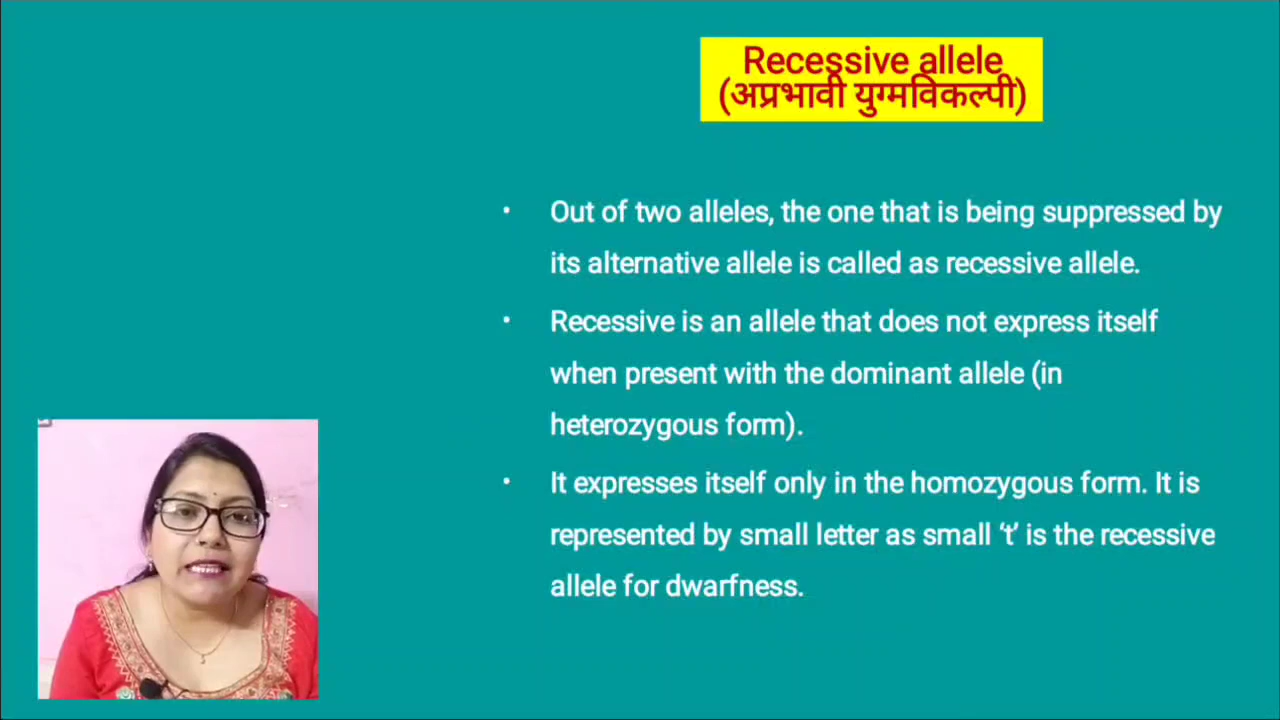 Recessive allele
(अप्रभावी युग्मविकल्पी)
• Out of two alleles, the one that is being suppressed by
its alternative allele is called as recessive allele.
• Recessive is an allele that does not express itself
when present with the dominant allele (in
heterozygous form).
• It expresses itself only in the homozygous form. It is
represented by small letter as small ‘t’ is the recessive
allele for dwarfness.